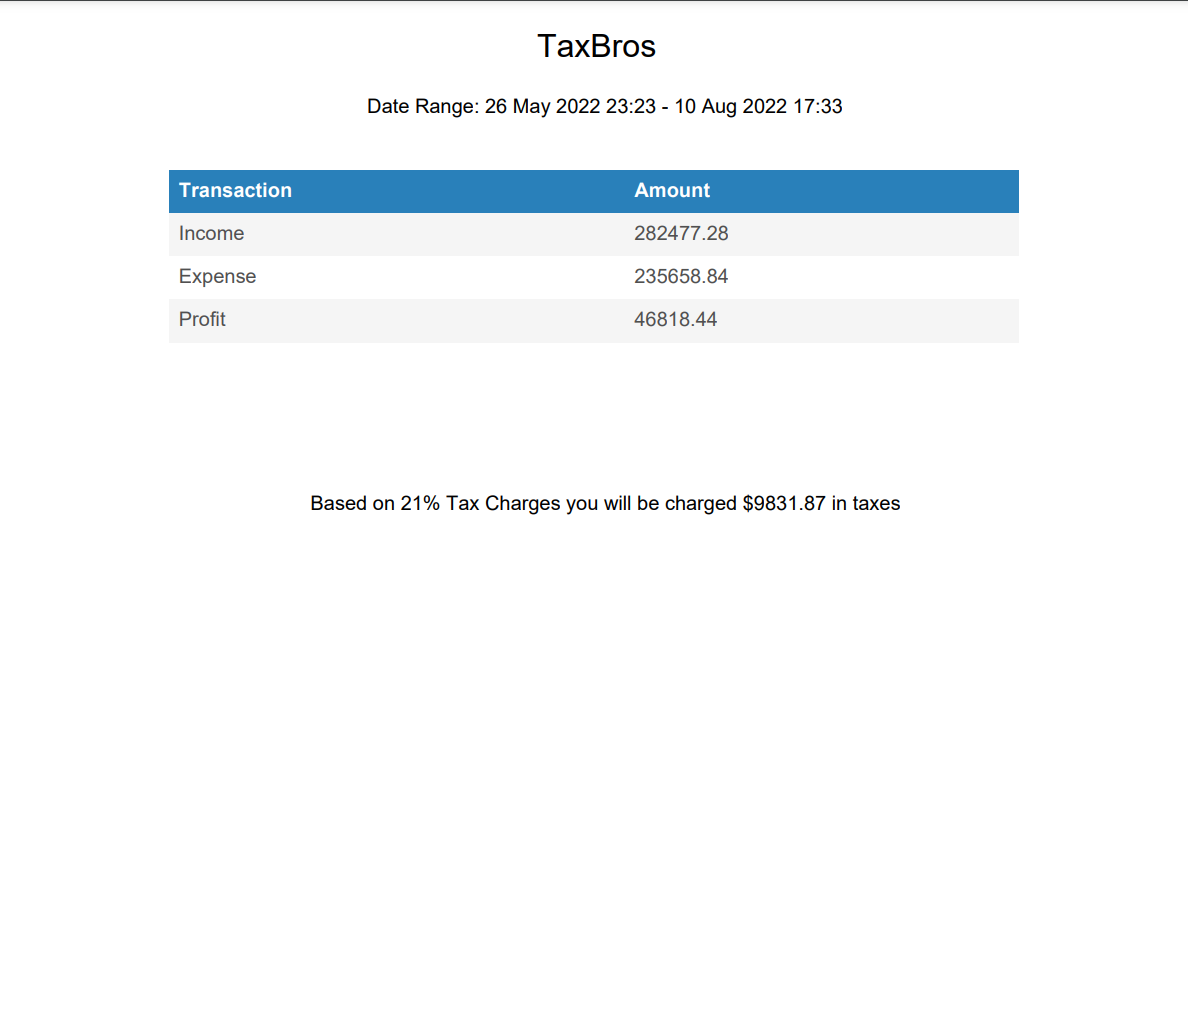 TaxBros
Date Range: 26 May 2022 23:23 - 10 Aug 2022 17:33
Transaction Amount
Income 282477.28
Expense 235658.84
Profit 46818.44
Based on 21% Tax Charges you will be charged $9831.87 in taxes